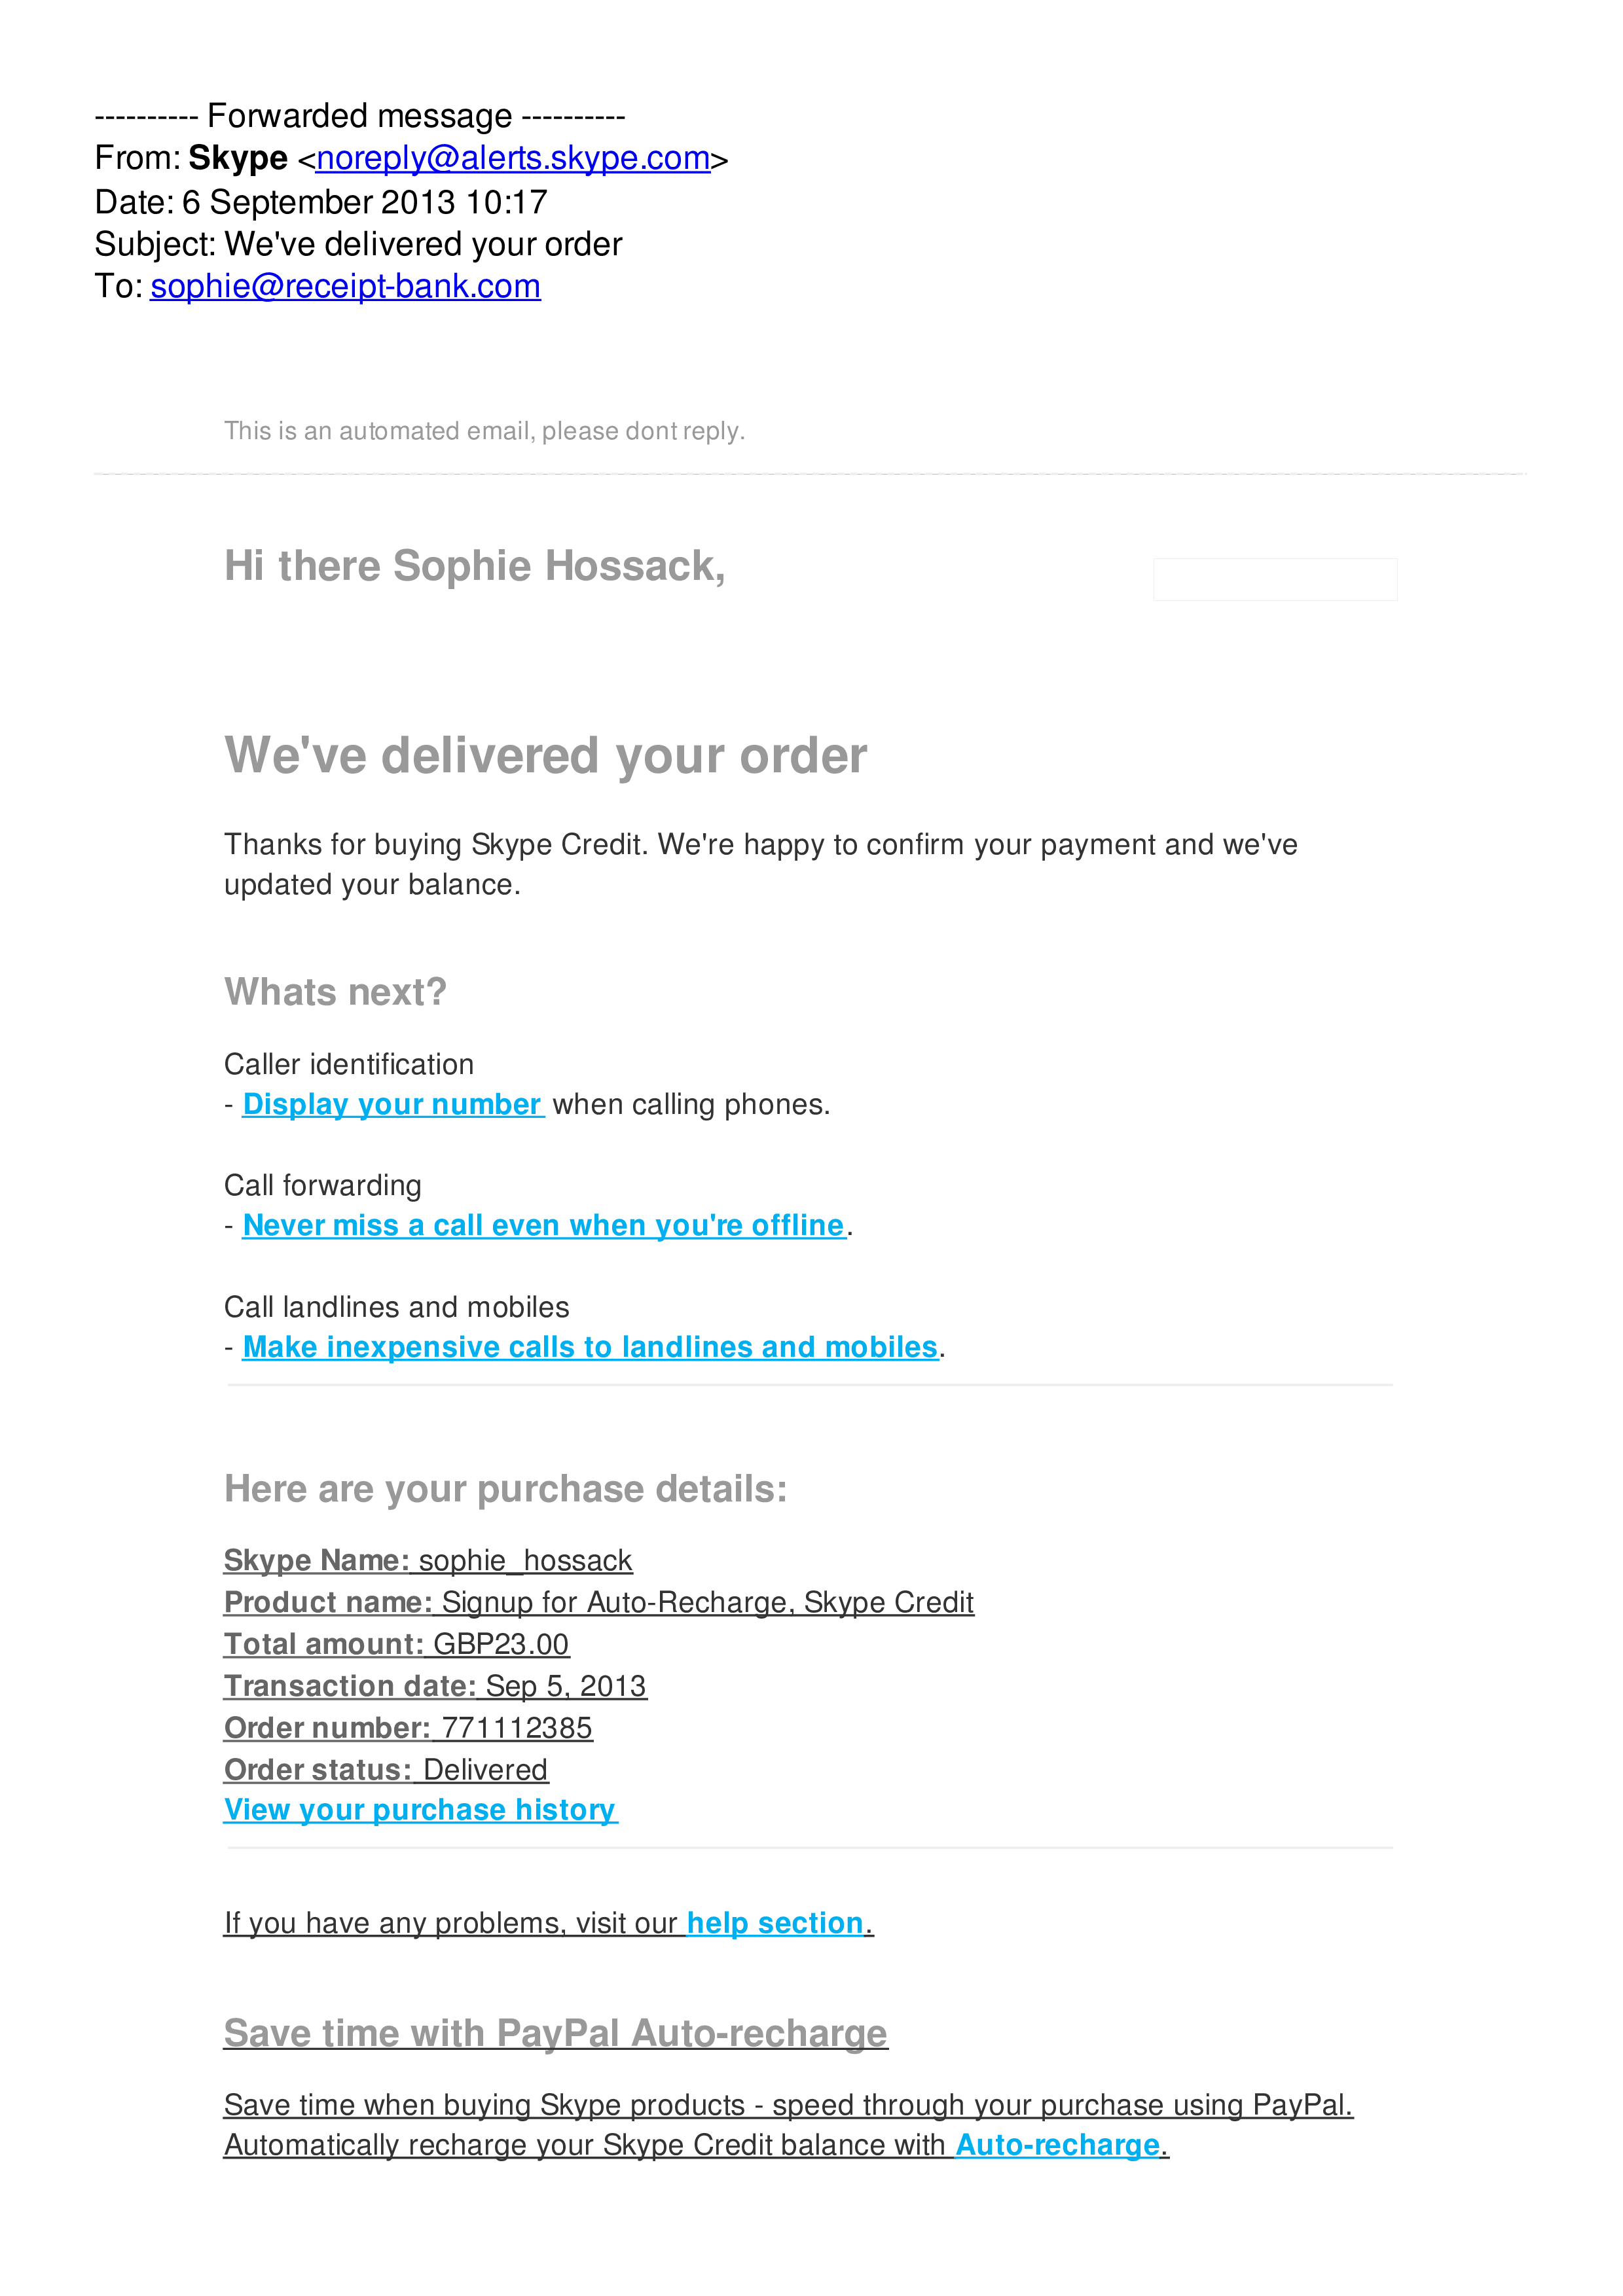 ---------- Forwarded message ----------
From: Skype <noreply@alerts.skype.com>
Date: 6 September 2013 10:17
Subject: We've delivered your order
To: sophie@receipt-bank.com
This is an automated email, please dont reply.
Hi there Sophie Hossack,
We've delivered your order
Thanks for buying Skype Credit. We're happy to confirm your payment and we've
updated your balance.
Whats next?
Caller identification
- Display your number when calling phones.
Call forwarding
- Never miss a call even when you're offline.
Call landlines and mobiles
- Make inexpensive calls to landlines and mobiles.
Here are your purchase details:
Skype Name: sophie_hossack
Product name: Signup for Auto-Recharge, Skype Credit
Total amount: GBP23.00
Transaction date: Sep 5, 2013
Order number: 771112385
Order status: Delivered
View your purchase history
If you have any problems, visit our help section.
Save time with PayPal Auto-recharge
Save time when buying Skype products - speed through your purchase using PayPal.
Automatically recharge your Skype Credit balance with Auto-recharge.